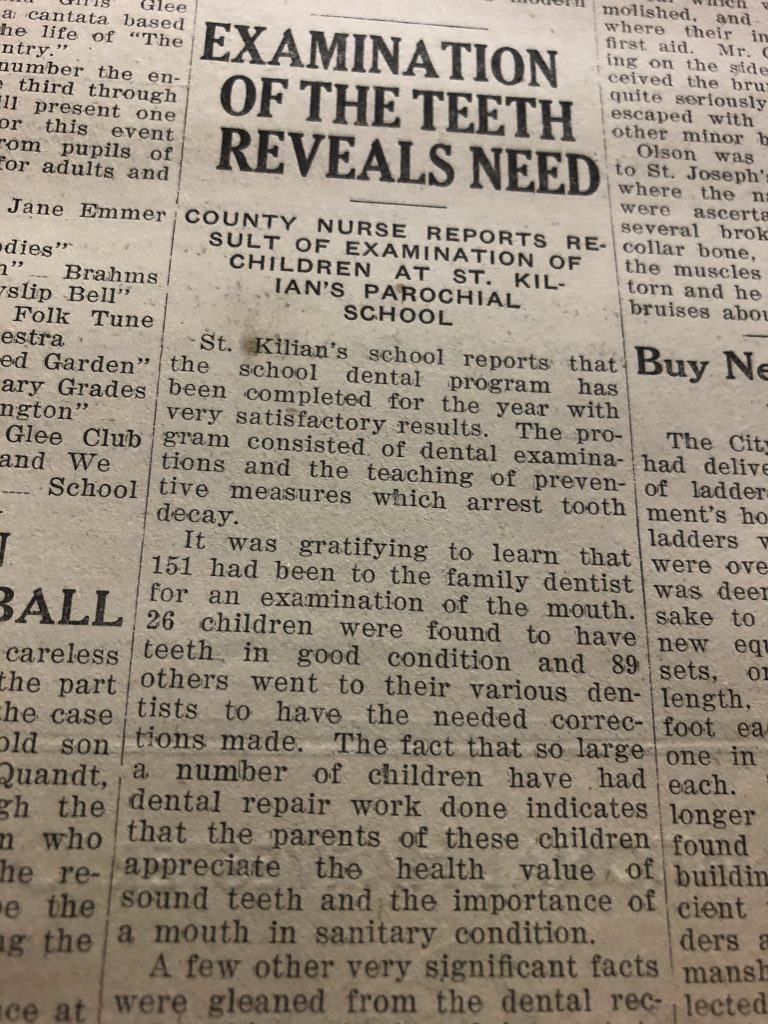 Girls' Glee
a cantata based
the life of "The
ntry."
number the en-
third through
ill present one
or this event
rom pupils of
for adults and
Jane Emmer
odies"
n" Brahms
yslip Bell"
Folk Tune
estra
ed Garden"
ary Grades
ngton"
Glee Club
and We
School
BALL
careless
the part
the case
old son
Quandt,
gh the
n who
he re-
be the
ng the
nce at
EXAMINATION
OF THE TEETH
REVEALS NEED
COUNTY NURSE REPORTS RE-
SULT OF EXAMINATION OF
CHILDREN AT ST. KIL-
IAN'S PAROCHIAL
SCHOOL
St. Kilian's school reports that
the school dental program has
been completed for the year with
very satisfactory results. The pro-
gram consisted of dental examina-
tions and the teaching of preven-
tive measures which arrest tooth
decay.
It was gratifying to learn that
151 had been to the family dentist
for an examination of the mouth.
26 children were found to have
teeth in good condition and 89
others went to their various den-
tists to have the needed correc-
tions made. The fact that so large
a number of children have had
dental repair work done indicates
that the parents of these children
appreciate the health value of
sound teeth and the importance of
a mouth in sanitary condition.
A few other very significant facts
were gleaned from the dental rec-
molished, and
where their in
first aid. Mr. O
ing on the side
ceived the brun
quite seriously
escaped with
other minor b
Olson was
to St. Joseph's
where the na
were ascerta
several brok
collar bone,
the muscles
torn and he
bruises abou
Buy Ne
The City
had delive
of ladder
ment's ho
ladders w
were over
was deem
sake to
new equ
sets, on
length,
foot ea
one in
each.
longer
found
buildin
cient
ders a
mansh
lected